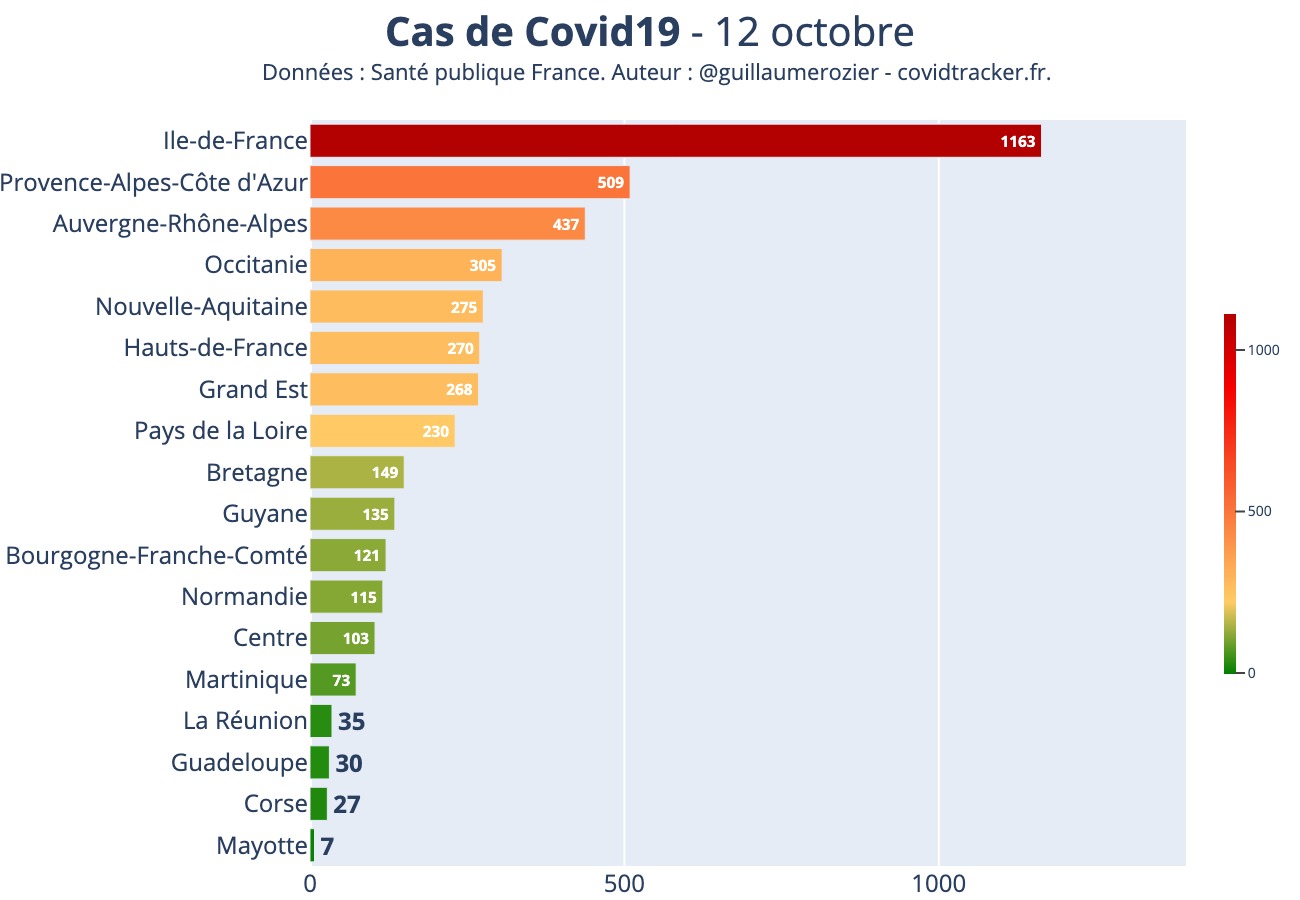 Cas de Covid19 - 12 octobre
Données : Santé publique France. Auteur : @guillaumerozier - covidtracker.fr.
Ile-de-France 1163
Provence-Alpes-Côte d'Azur 509
Auvergne-Rhône-Alpes 437
Occitanie 305
Nouvelle-Aquitaine 275
Hauts-de-France 270
Grand Est 268
Pays de la Loire 230
Bretagne 149
Guyane 135
Bourgogne-Franche-Comté 121
Normandie 115
Centre 103
Martinique 73
La Réunion 35
Guadeloupe 30
Corse 27
Mayotte 7
0 500 1000
1000
500
0